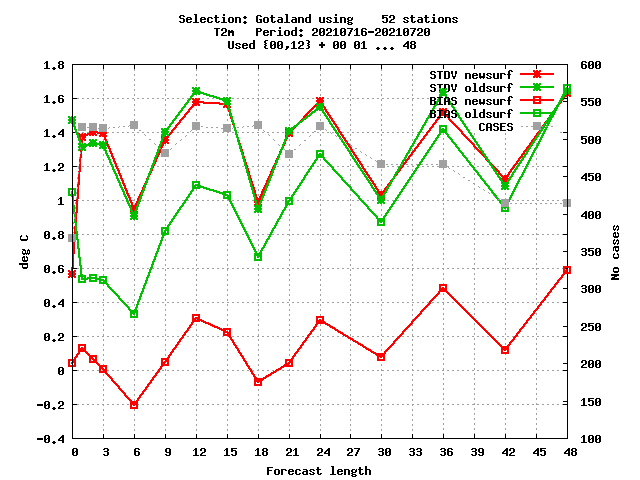 Selection: Gotaland using    52 stations
T2m   Period: 20210716-20210720
Used {00,12} + 00 01 ... 48
STDV newsurf
STDV oldsurf
BIAS newsurf
BIAS oldsurf
CASES
1.8
1.6
1.4
1.2
1
0.8
0.6
0.4
0.2
0
-0.2
-0.4
deg C
600
550
500
450
400
350
300
250
200
150
100
No cases
0 3 6 9 12 15 18 21 24 27 30 33 36 39 42 45 48
Forecast length